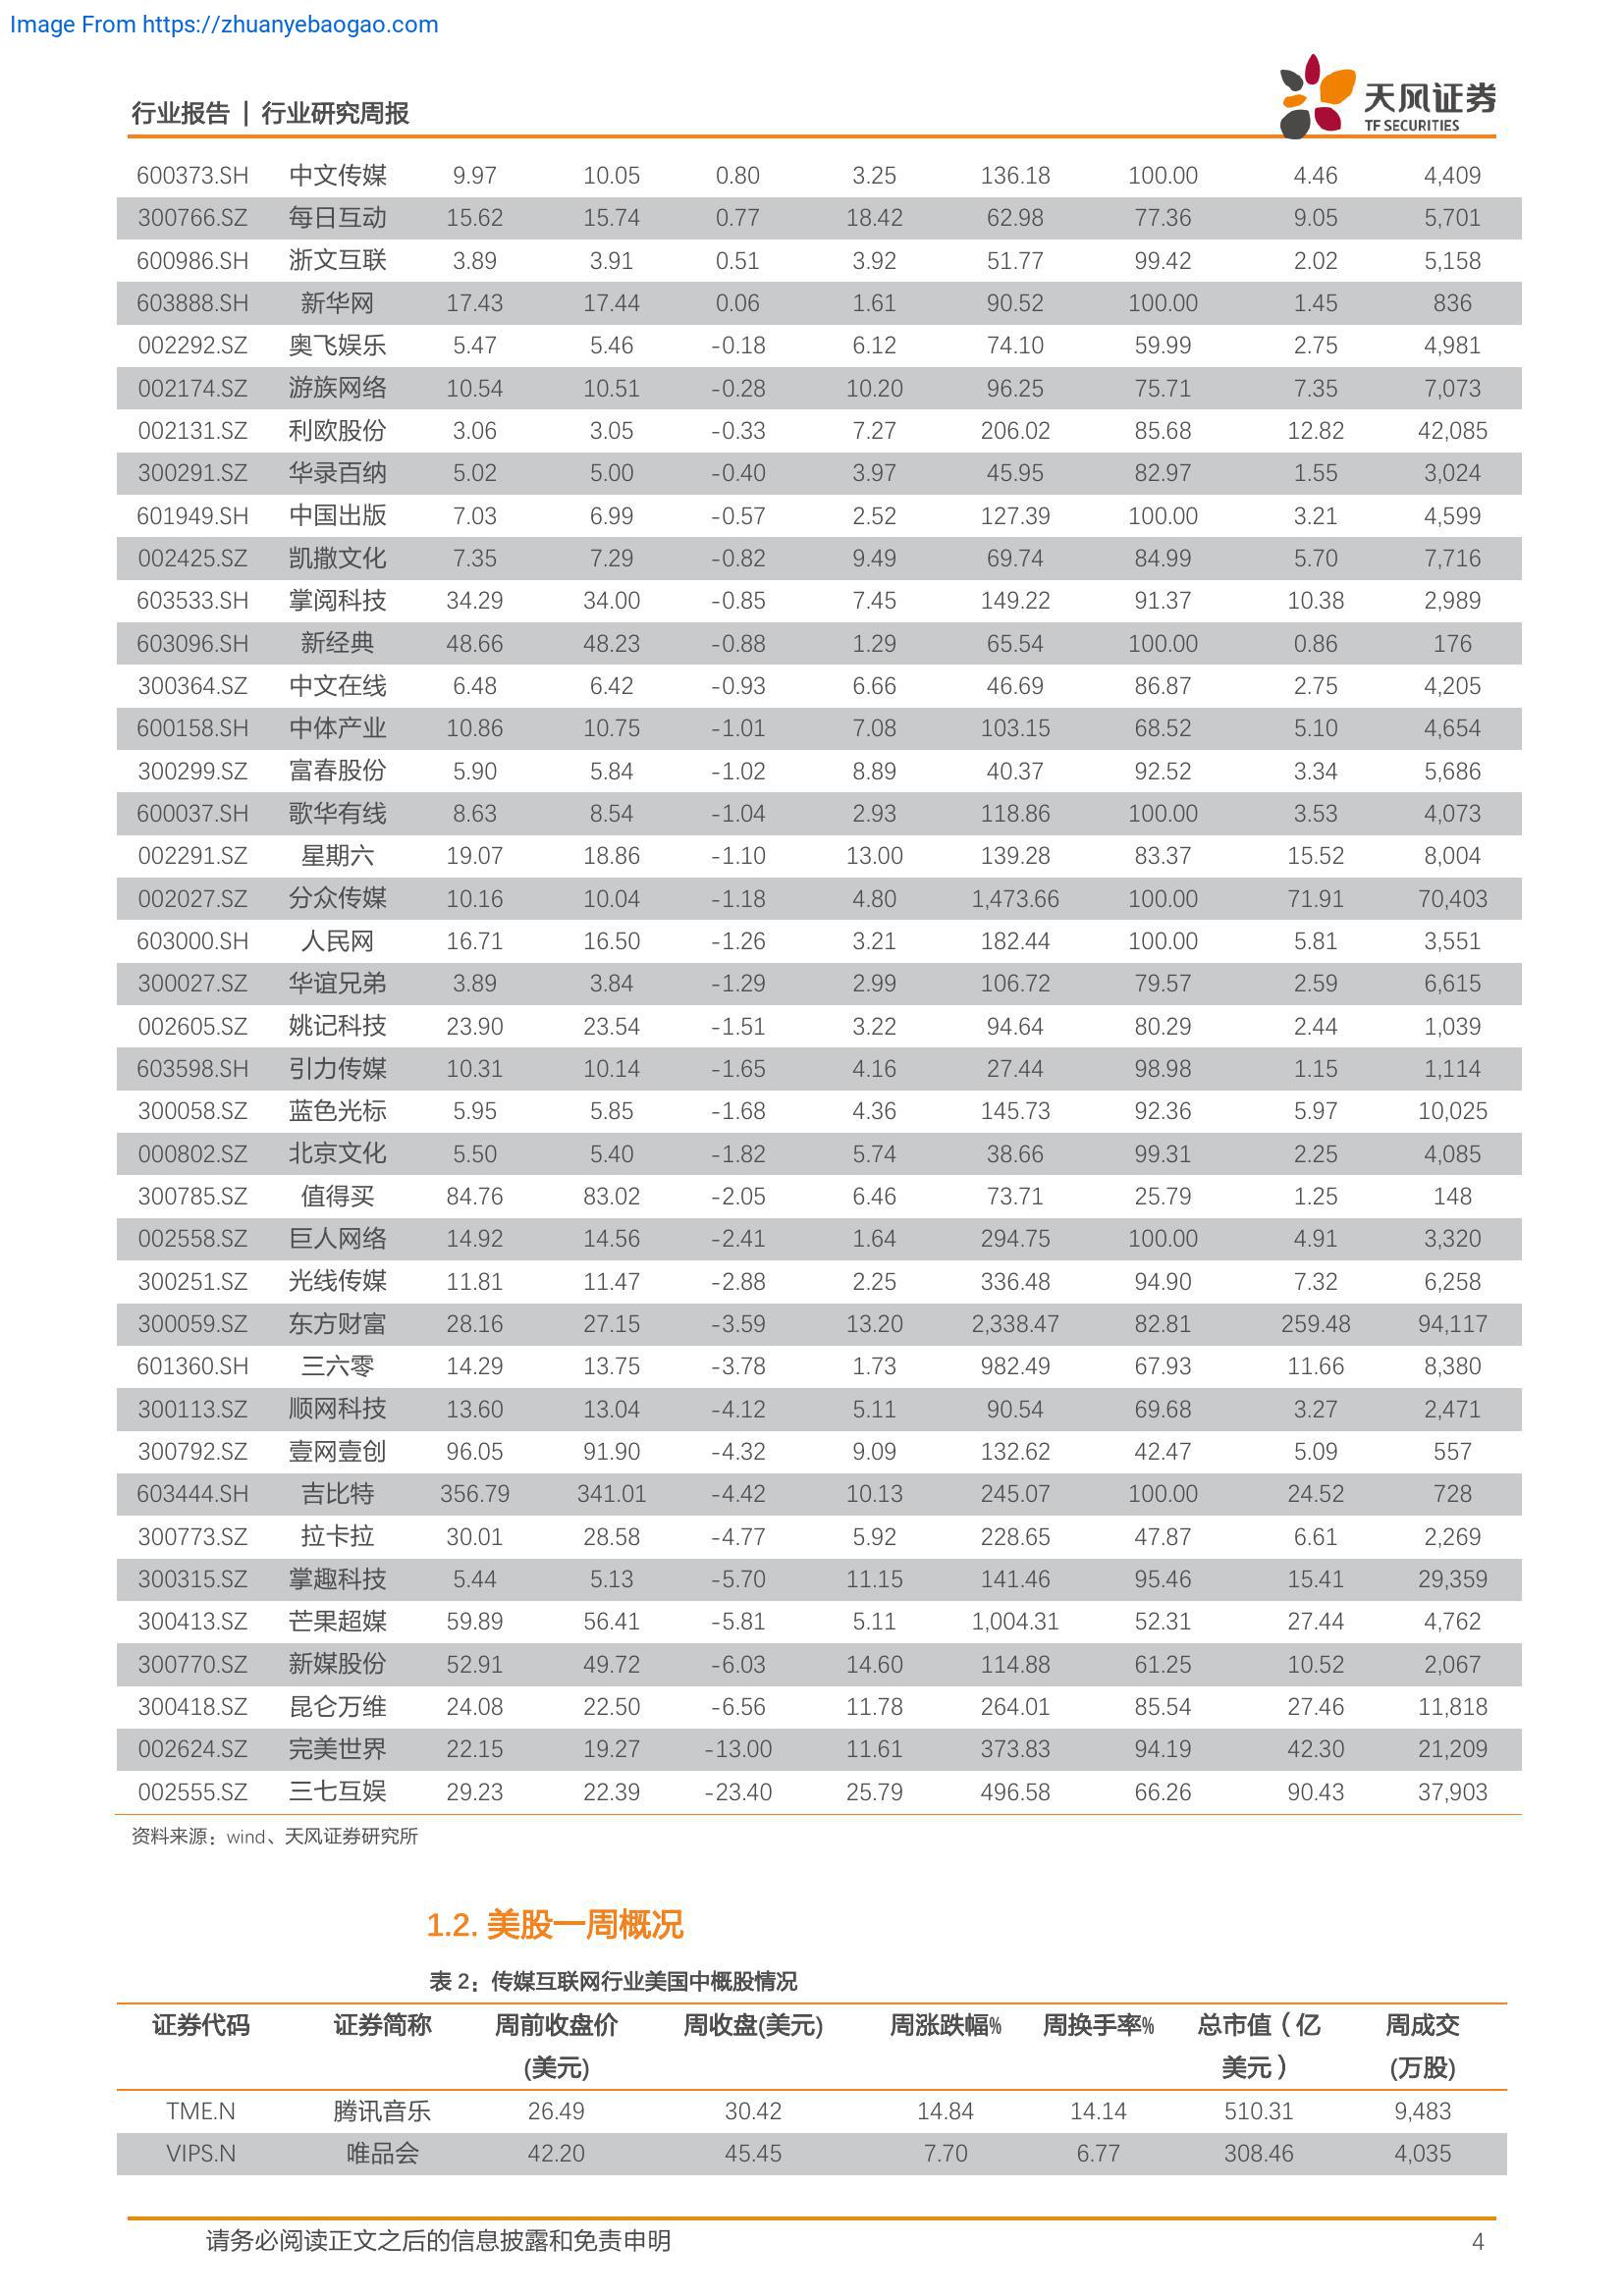 Image From https://zhuanyebaogao.com
行业报告 | 行业研究周报
天风证券
TF SECURITIES
600373.SH 中文传媒 9.97 10.05 0.80 3.25 136.18 100.00 4.46 4,409
300766.SZ 每日互动 15.62 15.74 0.77 18.42 62.98 77.36 9.05 5,701
600986.SH 浙文互联 3.89 3.91 0.51 3.92 51.77 99.42 2.02 5,158
603888.SH 新华网 17.43 17.44 0.06 1.61 90.52 100.00 1.45 836
002292.SZ 奥飞娱乐 5.47 5.46 -0.18 6.12 74.10 59.99 2.75 4,981
002174.SZ 游族网络 10.54 10.51 -0.28 10.20 96.25 75.71 7.35 7,073
002131.SZ 利欧股份 3.06 3.05 -0.33 7.27 206.02 85.68 12.82 42,085
300291.SZ 华录百纳 5.02 5.00 -0.40 3.97 45.95 82.97 1.55 3,024
601949.SH 中国出版 7.03 6.99 -0.57 2.52 127.39 100.00 3.21 4,599
002425.SZ 凯撒文化 7.35 7.29 -0.82 9.49 69.74 84.99 5.70 7,716
603533.SH 掌阅科技 34.29 34.00 -0.85 7.45 149.22 91.37 10.38 2,989
603096.SH 新经典 48.66 48.23 -0.88 1.29 65.54 100.00 0.86 176
300364.SZ 中文在线 6.48 6.42 -0.93 6.66 46.69 86.87 2.75 4,205
600158.SH 中体产业 10.86 10.75 -1.01 7.08 103.15 68.52 5.10 4,654
300299.SZ 富春股份 5.90 5.84 -1.02 8.89 40.37 92.52 3.34 5,686
600037.SH 歌华有线 8.63 8.54 -1.04 2.93 118.86 100.00 3.53 4,073
002291.SZ 星期六 19.07 18.86 -1.10 13.00 139.28 83.37 15.52 8,004
002027.SZ 分众传媒 10.16 10.04 -1.18 4.80 1,473.66 100.00 71.91 70,403
603000.SH 人民网 16.71 16.50 -1.26 3.21 182.44 100.00 5.81 3,551
300027.SZ 华谊兄弟 3.89 3.84 -1.29 2.99 106.72 79.57 2.59 6,615
002605.SZ 姚记科技 23.90 23.54 -1.51 3.22 94.64 80.29 2.44 1,039
603598.SH 引力传媒 10.31 10.14 -1.65 4.16 27.44 98.98 1.15 1,114
300058.SZ 蓝色光标 5.95 5.85 -1.68 4.36 145.73 92.36 5.97 10,025
000802.SZ 北京文化 5.50 5.40 -1.82 5.74 38.66 99.31 2.25 4,085
300785.SZ 值得买 84.76 83.02 -2.05 6.46 73.71 25.79 1.25 148
002558.SZ 巨人网络 14.92 14.56 -2.41 1.64 294.75 100.00 4.91 3,320
300251.SZ 光线传媒 11.81 11.47 -2.88 2.25 336.48 94.90 7.32 6,258
300059.SZ 东方财富 28.16 27.15 -3.59 13.20 2,338.47 82.81 259.48 94,117
601360.SH 三六零 14.29 13.75 -3.78 1.73 982.49 67.93 11.66 8,380
300113.SZ 顺网科技 13.60 13.04 -4.12 5.11 90.54 69.68 3.27 2,471
300792.SZ 壹网壹创 96.05 91.90 -4.32 9.09 132.62 42.47 5.09 557
603444.SH 吉比特 356.79 341.01 -4.42 10.13 245.07 100.00 24.52 728
300773.SZ 拉卡拉 30.01 28.58 -4.77 5.92 228.65 47.87 6.61 2,269
300315.SZ 掌趣科技 5.44 5.13 -5.70 11.15 141.46 95.46 15.41 29,359
300413.SZ 芒果超媒 59.89 56.41 -5.81 5.11 1,004.31 52.31 27.44 4,762
300770.SZ 新媒股份 52.91 49.72 -6.03 14.60 114.88 61.25 10.52 2,067
300418.SZ 昆仑万维 24.08 22.50 -6.56 11.78 264.01 85.54 27.46 11,818
002624.SZ 完美世界 22.15 19.27 -13.00 11.61 373.83 94.19 42.30 21,209
002555.SZ 三七互娱 29.23 22.39 -23.40 25.79 496.58 66.26 90.43 37,903
资料来源：wind、天风证券研究所
1.2. 美股一周概况
表 2：传媒互联网行业美国中概股情况
证券代码 证券简称 周前收盘价 周收盘(美元) 周涨跌幅% 周换手率% 总市值（亿 周成交
(美元) 美元） (万股)
TME.N 腾讯音乐 26.49 30.42 14.84 14.14 510.31 9,483
VIPS.N 唯品会 42.20 45.45 7.70 6.77 308.46 4,035
请务必阅读正文之后的信息披露和免责申明 4